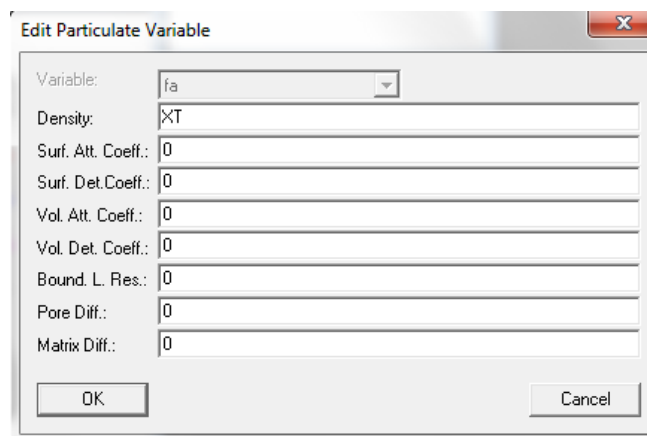 Edit Particulate Variable
Variable: fa
Density: XT
Surf. Att. Coeff.: 0
Surf. Det.Coeff.: 0
Vol. Att. Coeff.: 0
Vol. Det. Coeff.: 0
Bound. L. Res.: 0
Pore Diff.: 0
Matrix Diff.: 0
OK Cancel